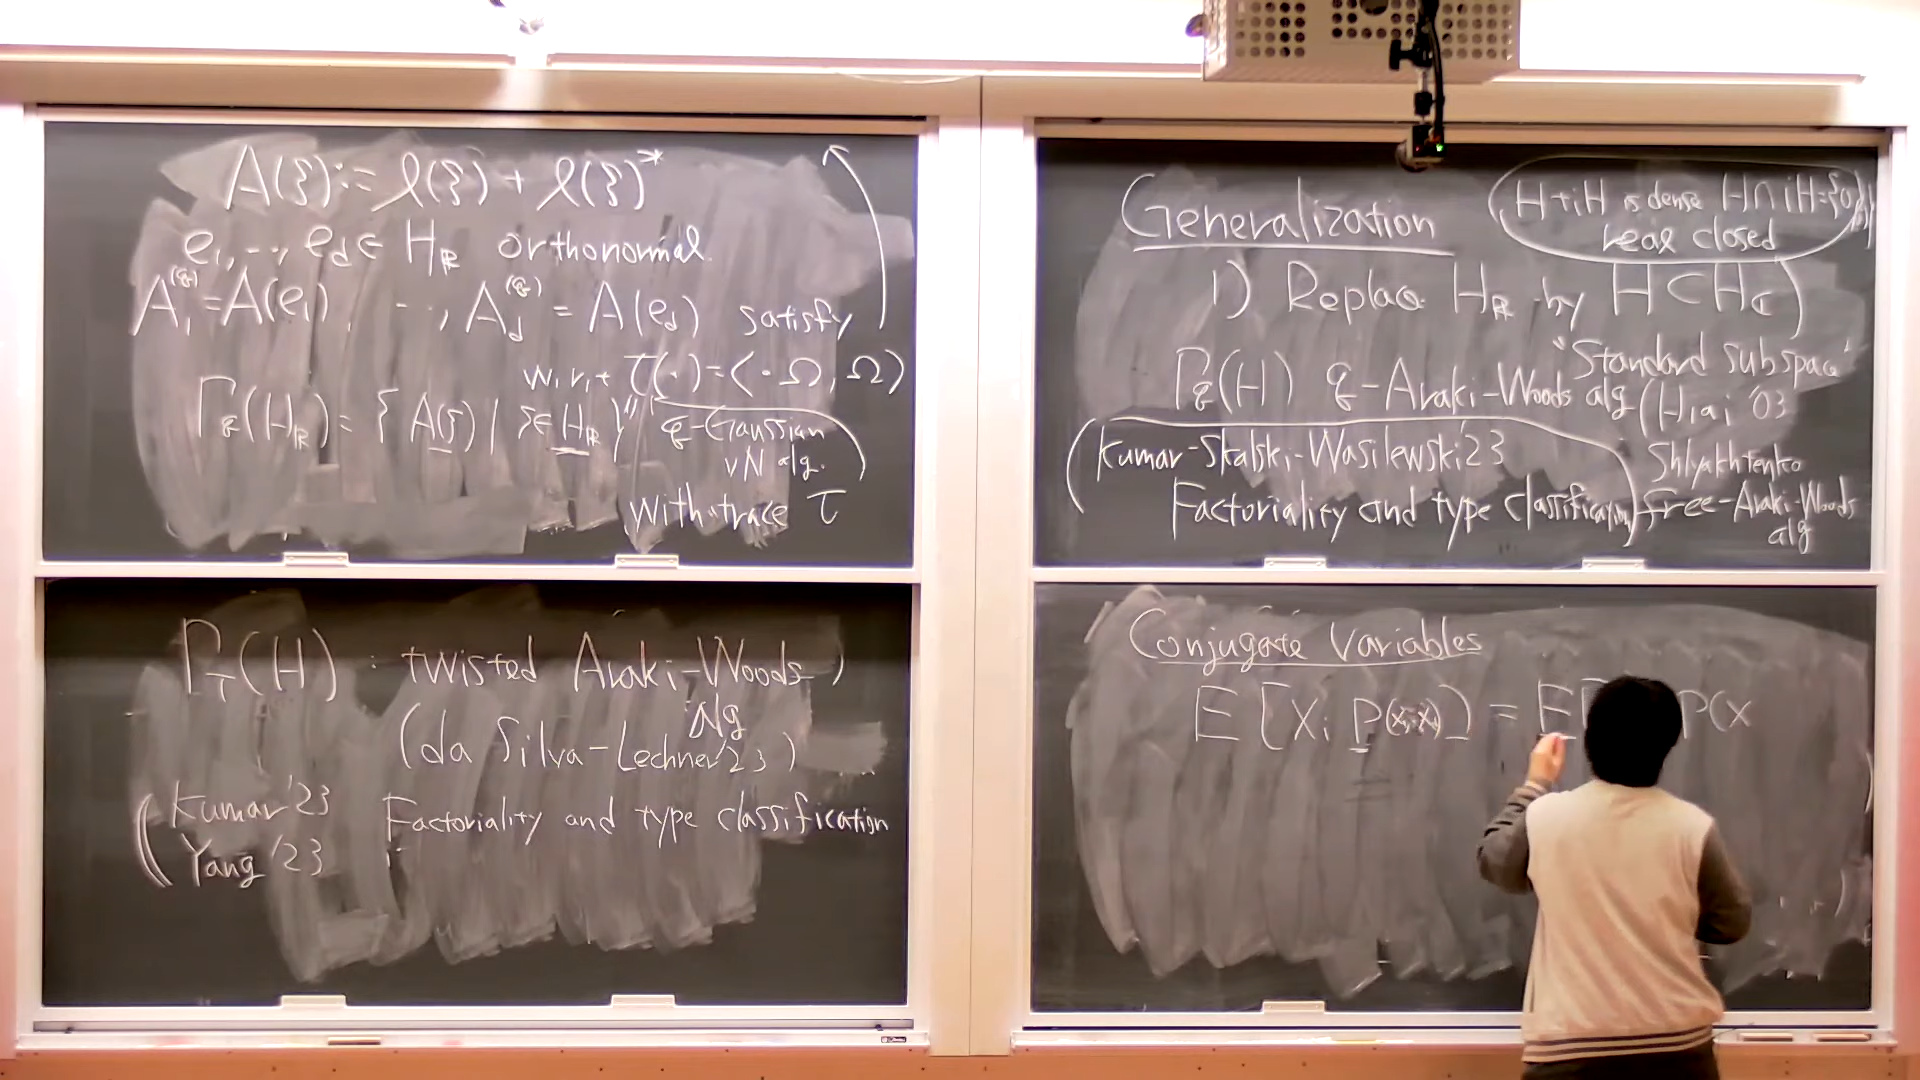 A(ξ) := l(ξ) + l(ξ)*
e₁, ..., e_d ∈ H_ℝ orthonormal.
A₁^(q) = A(e₁), ..., A_d^(q) = A(e_d) satisfy
w.r.t τ(·) = ⟨·Ω, Ω⟩
Γ_q(H_ℝ) = {A(ξ) | ξ ∈ H_ℝ}'' q-Gaussian
vN alg.
with trace τ
Γ_T(H) : twisted Araki-Woods
Alg
(da Silva-Lechner '23)
Kumar '23 Factoriality and type classification
Yang '23
Generalization
H+iH is dense H∩iH={0}
real closed
1) Replace H_ℝ by H ⊂ H_ℂ
"Standard subspace"
Γ_q(H) q-Araki-Woods alg (Hiai '03
Kumar-Skalski-Wasilewski '23
Factoriality and type classification
Shlyakhtenko
free-Araki-Woods
alg
Conjugate Variables
E[X_i P(X₁..X_d)] = E[ P(X